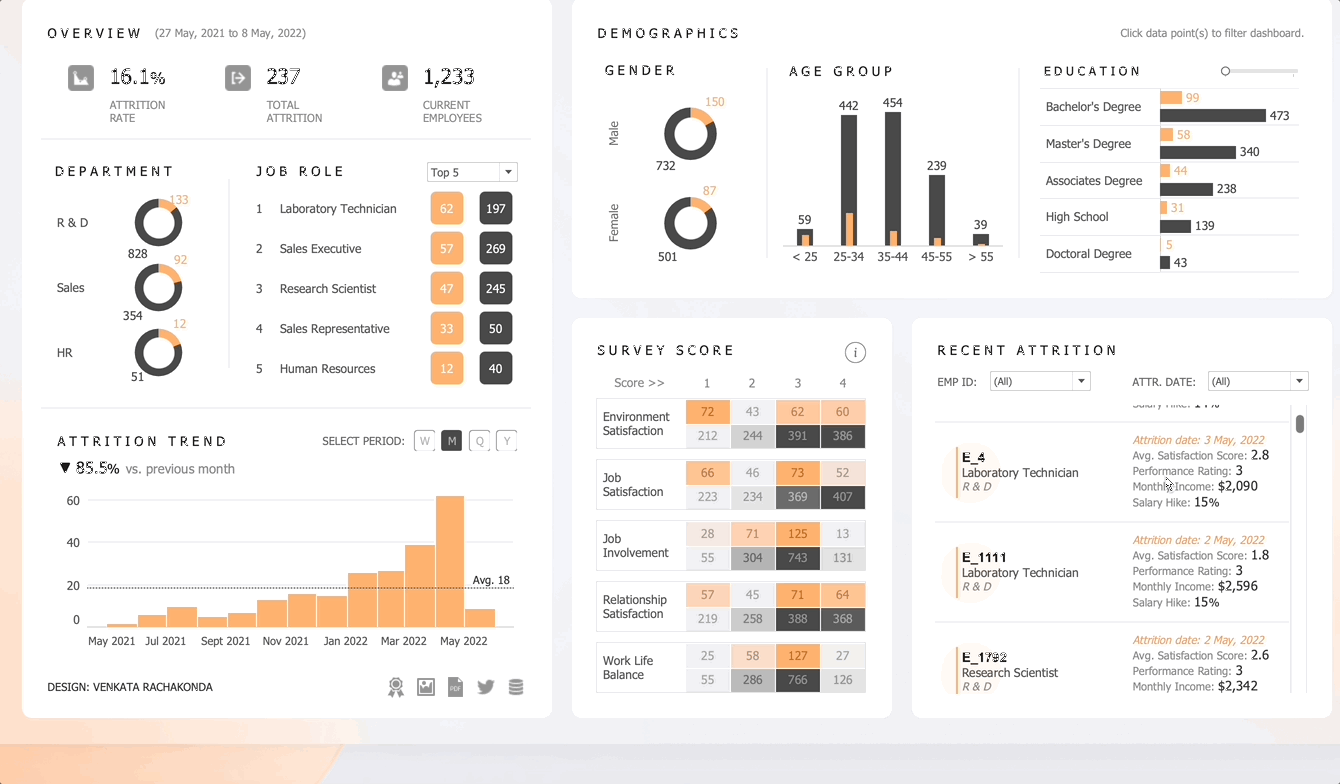 OVERVIEW (27 May, 2021 to 8 May, 2022)
16.1%
ATTRITION
RATE
237
TOTAL
ATTRITION
1,233
CURRENT
EMPLOYEES
DEPARTMENT
R & D
133
828
Sales
92
354
HR
12
51
JOB ROLE
Top 5
1 Laboratory Technician 62 197
2 Sales Executive 57 269
3 Research Scientist 47 245
4 Sales Representative 33 50
5 Human Resources 12 40
ATTRITION TREND
SELECT PERIOD: W M Q Y
▼ 85.5% vs. previous month
60
40
20
0
Avg. 18
May 2021 Jul 2021 Sept 2021 Nov 2021 Jan 2022 Mar 2022 May 2022
DESIGN: VENKATA RACHAKONDA
PDF
DEMOGRAPHICS
Click data point(s) to filter dashboard.
GENDER
Male
150
732
Female
87
501
AGE GROUP
59 442 454 239 39
< 25 25-34 35-44 45-55 > 55
EDUCATION
Bachelor's Degree 99
473
Master's Degree 58
340
Associates Degree 44
238
High School 31
139
Doctoral Degree 5
43
SURVEY SCORE
i
Score >> 1 2 3 4
Environment
Satisfaction
72 43 62 60
212 244 391 386
Job
Satisfaction
66 46 73 52
223 234 369 407
Job
Involvement
28 71 125 13
55 304 743 131
Relationship
Satisfaction
57 45 71 64
219 258 388 368
Work Life
Balance
25 58 127 27
55 286 766 126
RECENT ATTRITION
EMP ID: (All)
ATTR. DATE: (All)
Salary Hike: 14%
E_4
Laboratory Technician
R & D
Attrition date: 3 May, 2022
Avg. Satisfaction Score: 2.8
Performance Rating: 3
Monthly Income: $2,090
Salary Hike: 15%
E_1111
Laboratory Technician
R & D
Attrition date: 2 May, 2022
Avg. Satisfaction Score: 1.8
Performance Rating: 3
Monthly Income: $2,596
Salary Hike: 15%
E_1792
Research Scientist
R & D
Attrition date: 2 May, 2022
Avg. Satisfaction Score: 2.6
Performance Rating: 3
Monthly Income: $2,342